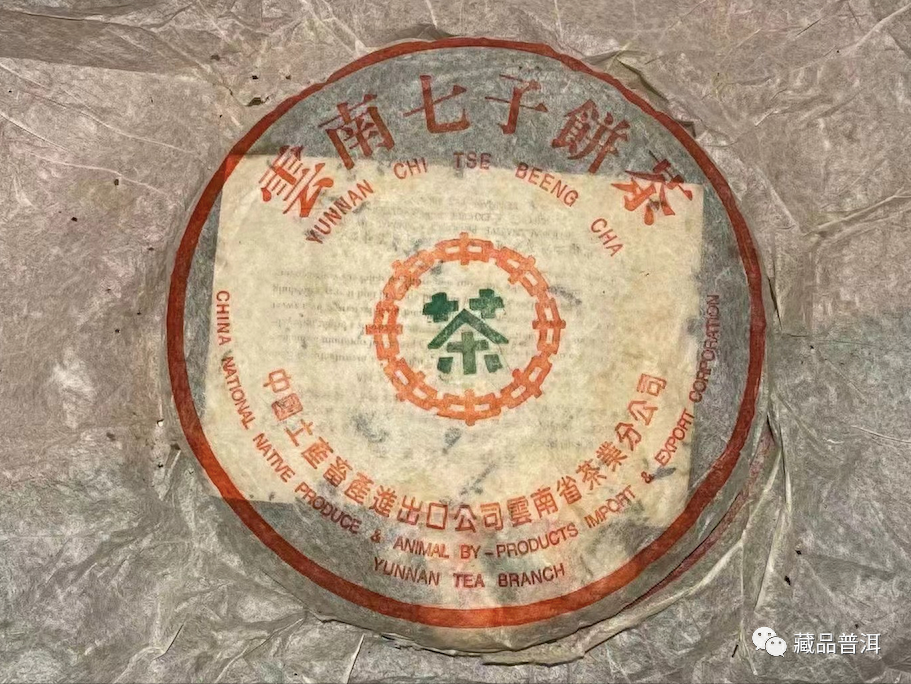 雲南七子餅茶
YUNNAN CHI TSE BEENG CHA
茶
中國土產畜產進出口公司雲南省茶業分公司
CHINA NATIONAL NATIVE PRODUCE & ANIMAL BY-PRODUCTS IMPORT & EXPORT CORPORATION
YUNNAN TEA BRANCH
藏品普洱